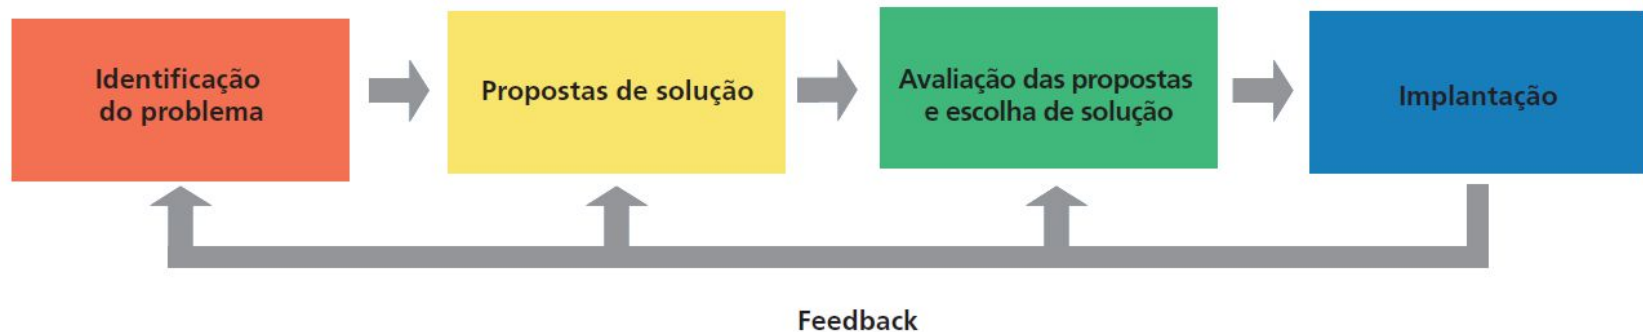 Identificação
do problema
Propostas de solução
Avaliação das propostas
e escolha de solução
Implantação
Feedback